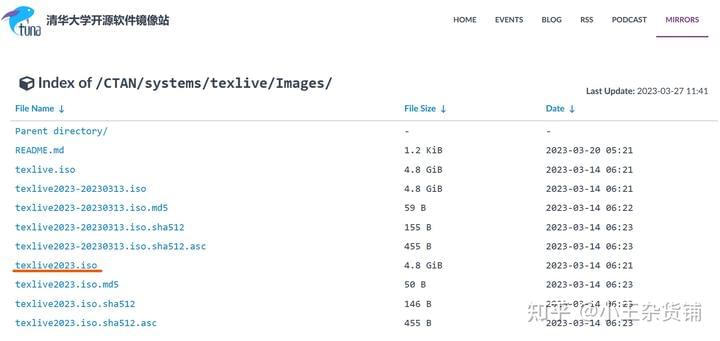 tuna 清华大学开源软件镜像站 HOME EVENTS BLOG RSS PODCAST MIRRORS
Index of /CTAN/systems/texlive/Images/
Last Update: 2023-03-27 11:41
File Name ↓ File Size ↓ Date ↓
Parent directory/ - -
README.md 1.2 KiB 2023-03-20 05:21
texlive.iso 4.8 GiB 2023-03-14 06:21
texlive2023-20230313.iso 4.8 GiB 2023-03-14 06:21
texlive2023-20230313.iso.md5 59 B 2023-03-14 06:22
texlive2023-20230313.iso.sha512 155 B 2023-03-14 06:23
texlive2023-20230313.iso.sha512.asc 455 B 2023-03-14 06:23
texlive2023.iso 4.8 GiB 2023-03-14 06:21
texlive2023.iso.md5 50 B 2023-03-14 06:23
texlive2023.iso.sha512 146 B 2023-03-14 06:23
texlive2023.iso.sha512.asc 455 B 2023-03-14 06:23
知乎 @小王杂货铺